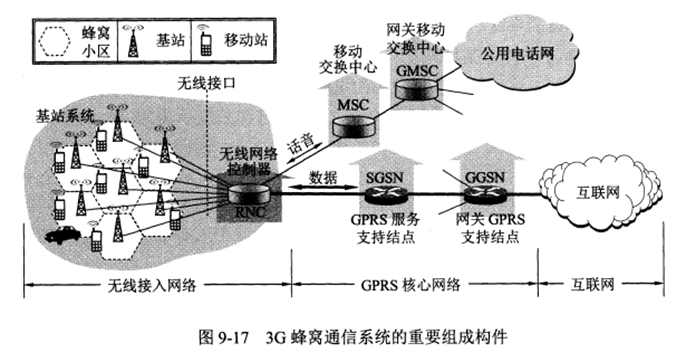 蜂窝
小区
基站
移动站
无线接口
基站系统
移动
交换中心
网关移动
交换中心
GMSC
公用电话网
MSC
话音
无线网络
控制器
RNC
数据
SGSN
GPRS 服务
支持结点
GGSN
网关 GPRS
支持结点
互联网
无线接入网络
GPRS 核心网络
互联网
图 9-17 3G 蜂窝通信系统的重要组成构件